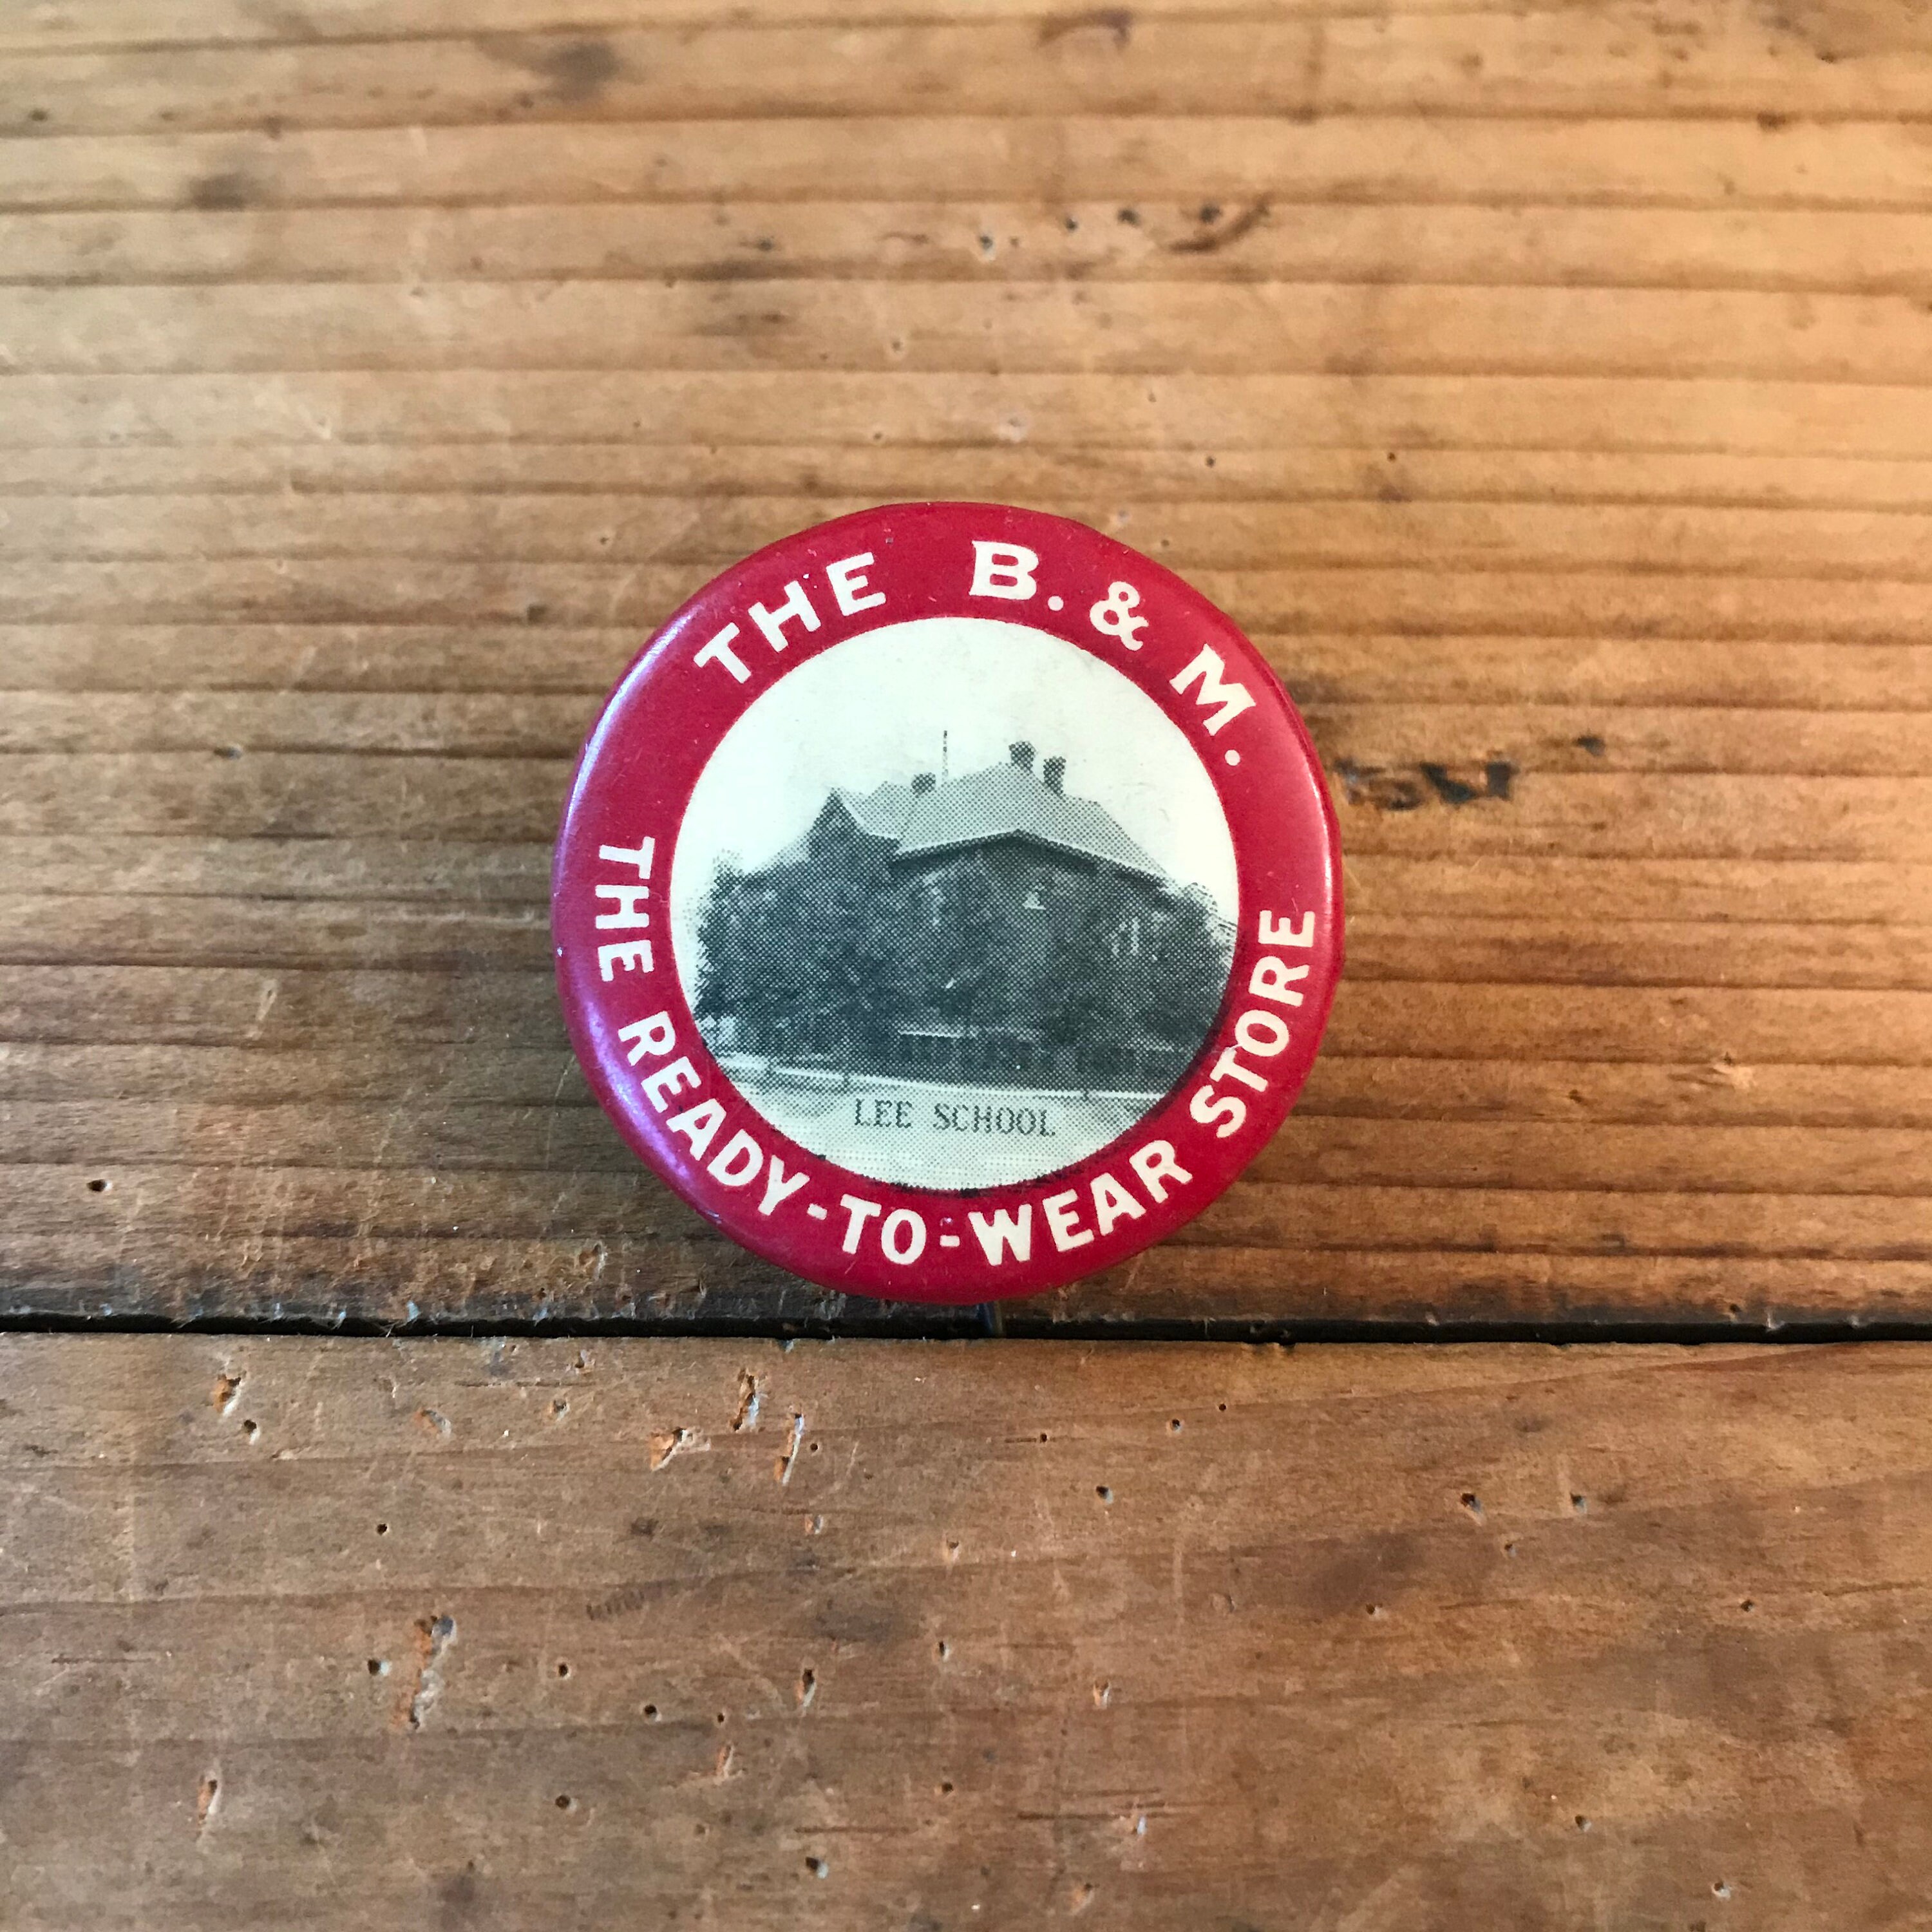 THE B. & M.
LEE SCHOOL
THE READY-TO-WEAR STORE